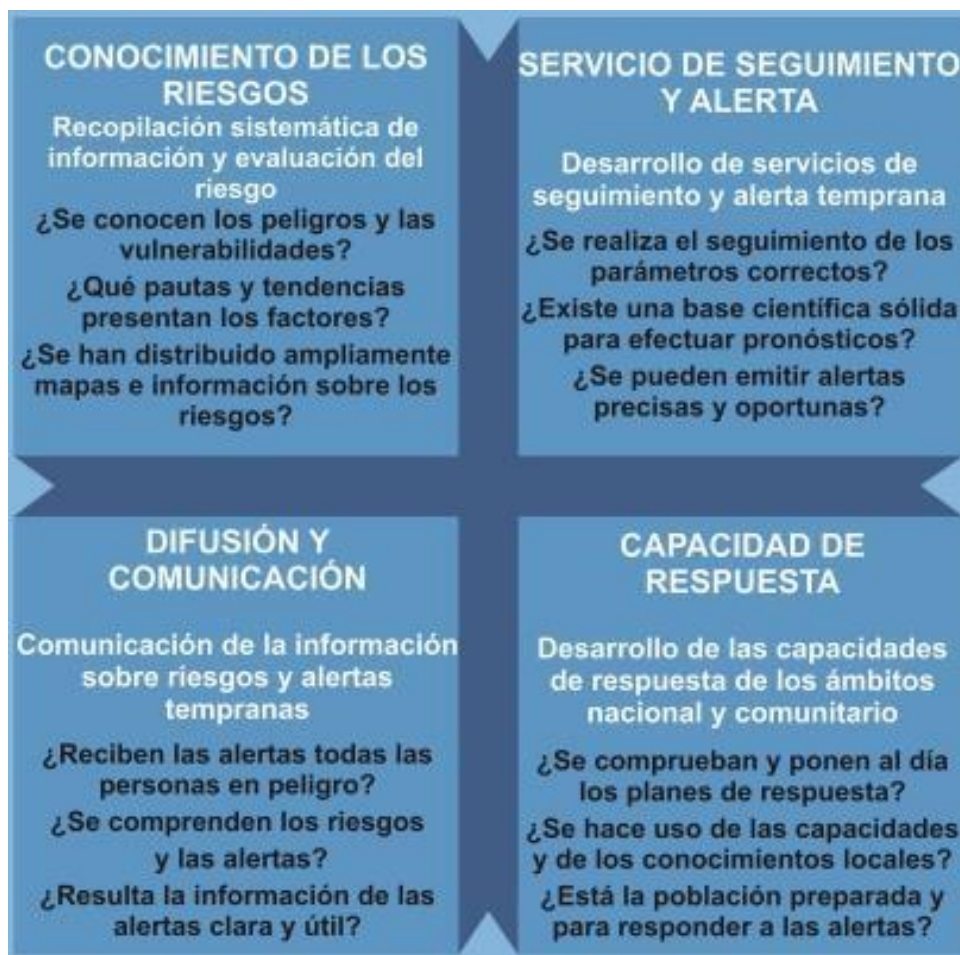 CONOCIMIENTO DE LOS
RIESGOS
Recopilación sistemática de
información y evaluación del
riesgo
¿Se conocen los peligros y las
vulnerabilidades?
¿Qué pautas y tendencias
presentan los factores?
¿Se han distribuido ampliamente
mapas e información sobre los
riesgos?
SERVICIO DE SEGUIMIENTO
Y ALERTA
Desarrollo de servicios de
seguimiento y alerta temprana
¿Se realiza el seguimiento de los
parámetros correctos?
¿Existe una base científica sólida
para efectuar pronósticos?
¿Se pueden emitir alertas
precisas y oportunas?
DIFUSIÓN Y
COMUNICACIÓN
Comunicación de la información
sobre riesgos y alertas
tempranas
¿Reciben las alertas todas las
personas en peligro?
¿Se comprenden los riesgos
y las alertas?
¿Resulta la información de las
alertas clara y útil?
CAPACIDAD DE
RESPUESTA
Desarrollo de las capacidades
de respuesta de los ámbitos
nacional y comunitario
¿Se comprueban y ponen al día
los planes de respuesta?
¿Se hace uso de las capacidades
y de los conocimientos locales?
¿Está la población preparada y
para responder a las alertas?